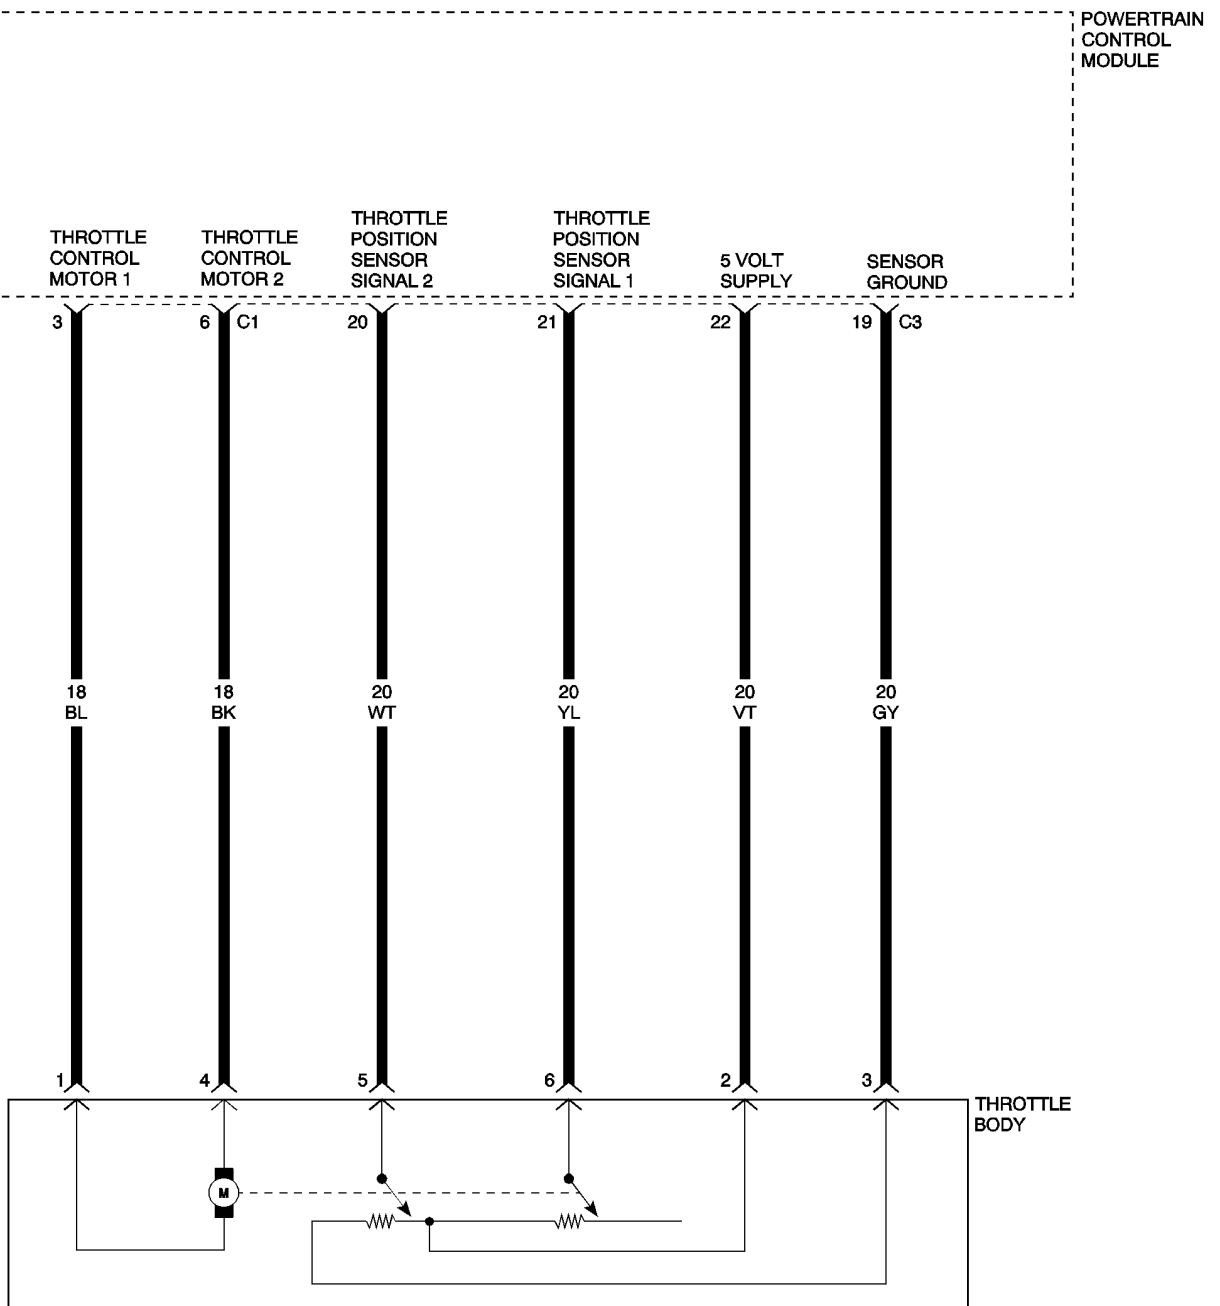 POWERTRAIN
CONTROL
MODULE
THROTTLE
CONTROL
MOTOR 1
THROTTLE
CONTROL
MOTOR 2
THROTTLE
POSITION
SENSOR
SIGNAL 2
THROTTLE
POSITION
SENSOR
SIGNAL 1
5 VOLT
SUPPLY
SENSOR
GROUND
3 6 C1 20 21 22 19 C3
18 18 20 20 20 20
BL BK WT YL VT GY
1 4 5 6 2 3
THROTTLE
BODY
M